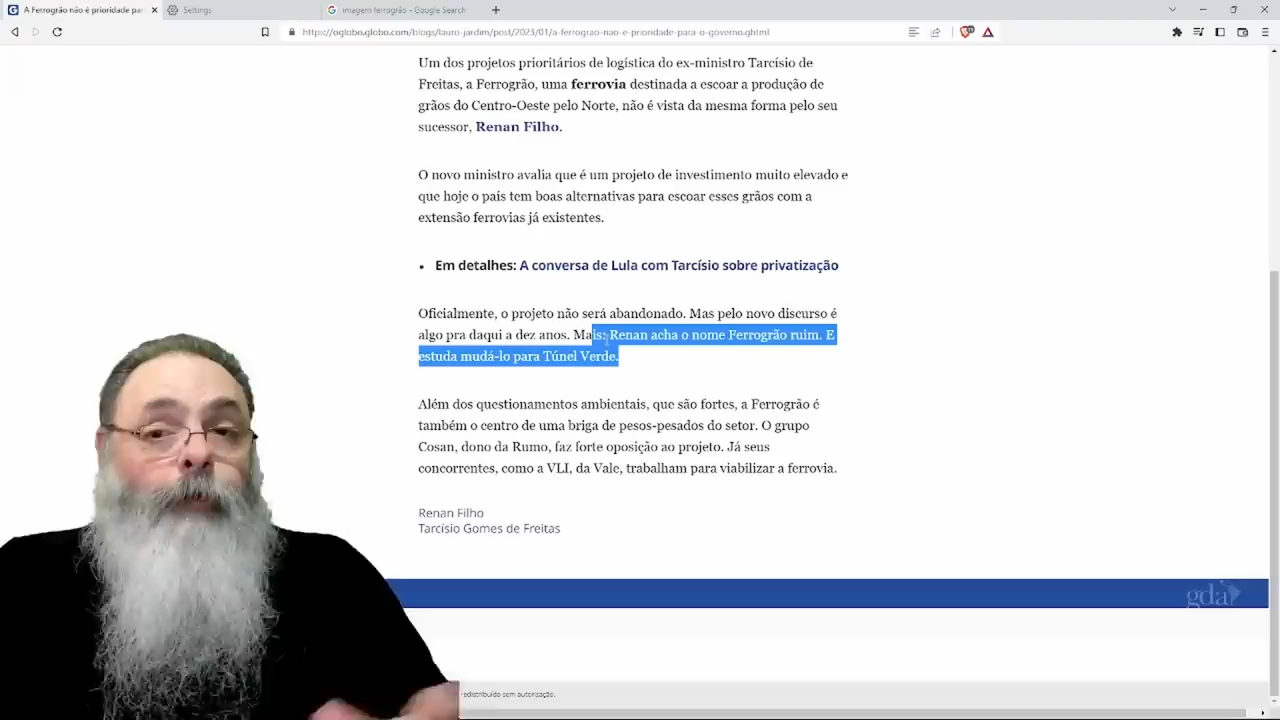 A Ferrogrão não é prioridade par
Settings
imagem ferrogrão - Google Search
https://oglobo.globo.com/blogs/lauro-jardim/post/2023/01/a-ferrograo-nao-e-prioridade-para-o-governo.ghtml
Um dos projetos prioritários de logística do ex-ministro Tarcísio de
Freitas, a Ferrogrão, uma ferrovia destinada a escoar a produção de
grãos do Centro-Oeste pelo Norte, não é vista da mesma forma pelo seu
sucessor, Renan Filho.
O novo ministro avalia que é um projeto de investimento muito elevado e
que hoje o país tem boas alternativas para escoar esses grãos com a
extensão ferrovias já existentes.
• Em detalhes: A conversa de Lula com Tarcísio sobre privatização
Oficialmente, o projeto não será abandonado. Mas pelo novo discurso é
algo pra daqui a dez anos. Mais: Renan acha o nome Ferrogrão ruim. E
estuda mudá-lo para Túnel Verde.
Além dos questionamentos ambientais, que são fortes, a Ferrogrão é
também o centro de uma briga de pesos-pesados do setor. O grupo
Cosan, dono da Rumo, faz forte oposição ao projeto. Já seus
concorrentes, como a VLI, da Vale, trabalham para viabilizar a ferrovia.
Renan Filho
Tarcísio Gomes de Freitas
gda
redistribuído sem autorização.